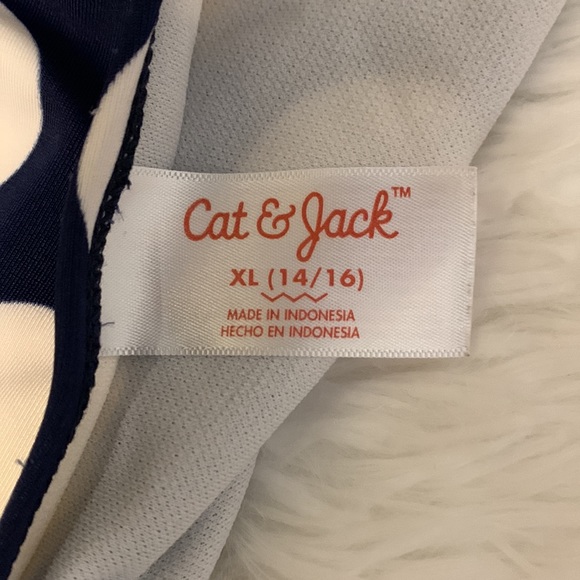 Cat & Jack™
XL (14/16)
MADE IN INDONESIA
HECHO EN INDONESIA